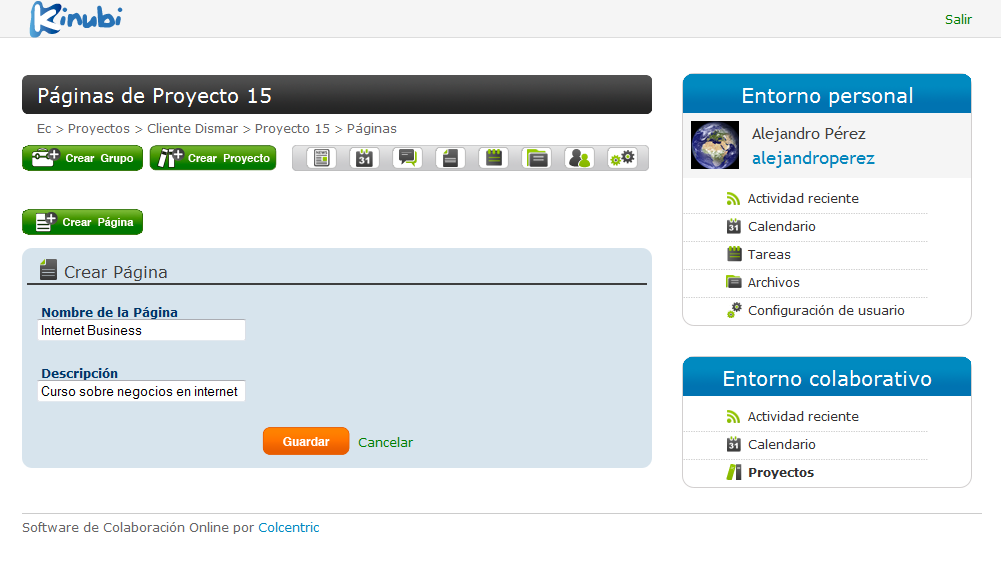 Kinubi
Salir
Páginas de Proyecto 15
Ec > Proyectos > Cliente Dismar > Proyecto 15 > Páginas
Crear Grupo
Crear Proyecto
31
Crear Página
Crear Página
Nombre de la Página
Internet Business
Descripción
Curso sobre negocios en internet
Guardar
Cancelar
Entorno personal
Alejandro Pérez
alejandroperez
Actividad reciente
31 Calendario
Tareas
Archivos
Configuración de usuario
Entorno colaborativo
Actividad reciente
31 Calendario
Proyectos
Software de Colaboración Online por Colcentric